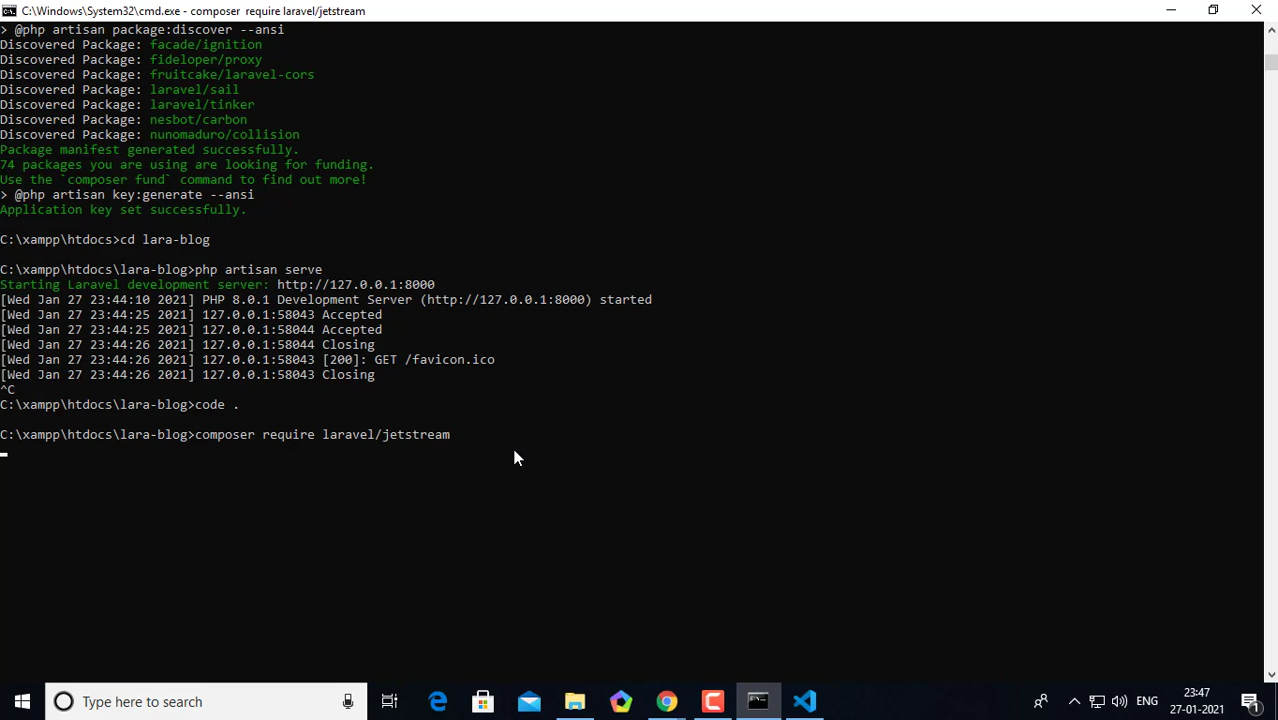 C:\Windows\System32\cmd.exe - composer  require laravel/jetstream
> @php artisan package:discover --ansi
Discovered Package: facade/ignition
Discovered Package: fideloper/proxy
Discovered Package: fruitcake/laravel-cors
Discovered Package: laravel/sail
Discovered Package: laravel/tinker
Discovered Package: nesbot/carbon
Discovered Package: nunomaduro/collision
Package manifest generated successfully.
74 packages you are using are looking for funding.
Use the `composer fund` command to find out more!
> @php artisan key:generate --ansi
Application key set successfully.
C:\xampp\htdocs>cd lara-blog
C:\xampp\htdocs\lara-blog>php artisan serve
Starting Laravel development server: http://127.0.0.1:8000
[Wed Jan 27 23:44:10 2021] PHP 8.0.1 Development Server (http://127.0.0.1:8000) started
[Wed Jan 27 23:44:25 2021] 127.0.0.1:58043 Accepted
[Wed Jan 27 23:44:25 2021] 127.0.0.1:58044 Accepted
[Wed Jan 27 23:44:26 2021] 127.0.0.1:58044 Closing
[Wed Jan 27 23:44:26 2021] 127.0.0.1:58043 [200]: GET /favicon.ico
[Wed Jan 27 23:44:26 2021] 127.0.0.1:58043 Closing
^C
C:\xampp\htdocs\lara-blog>code .
C:\xampp\htdocs\lara-blog>composer require laravel/jetstream
Type here to search
ENG
23:47
27-01-2021
1